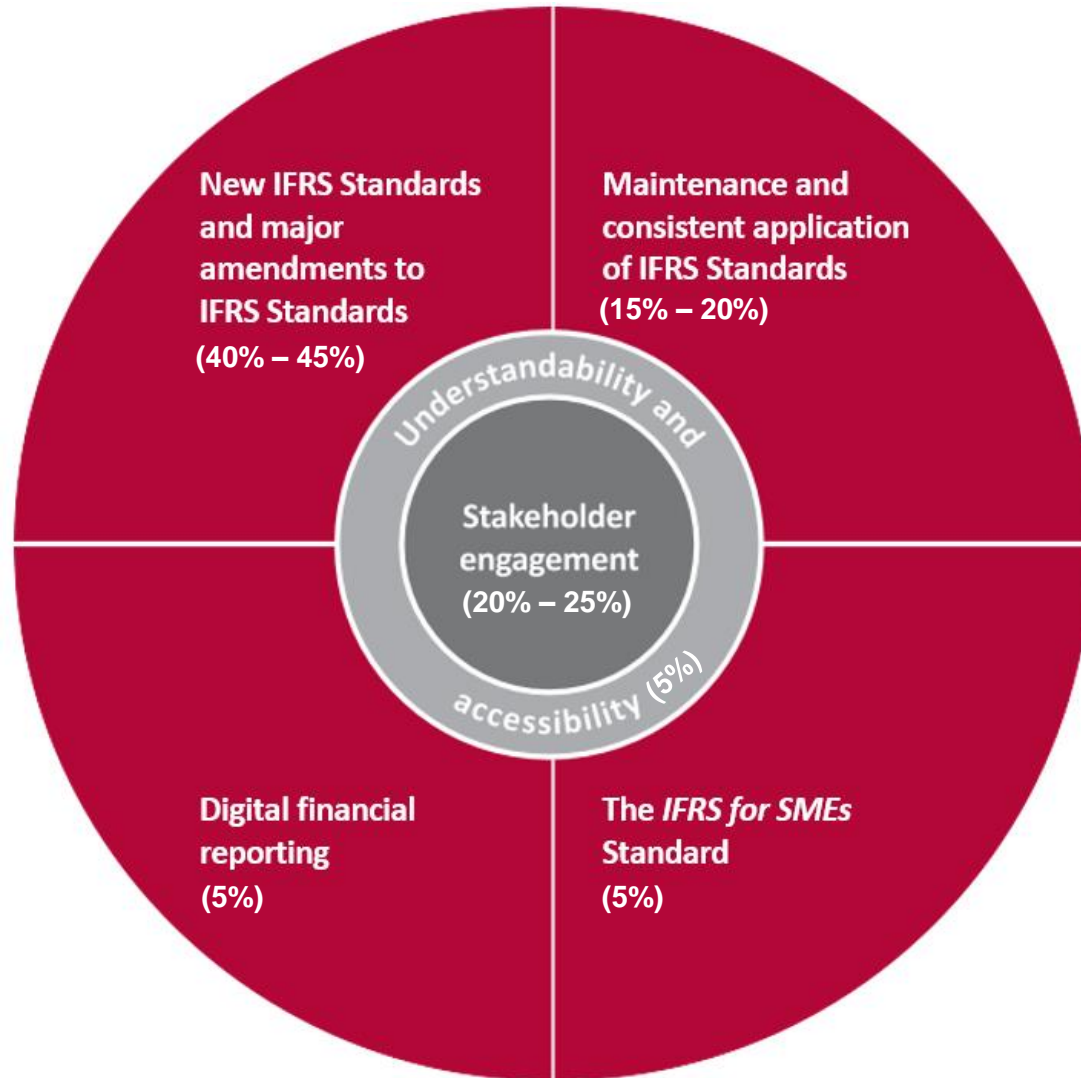 New IFRS Standards
and major
amendments to
IFRS Standards
(40% – 45%)
Maintenance and
consistent application
of IFRS Standards
(15% – 20%)
Understandability and
accessibility (5%)
Stakeholder
engagement
(20% – 25%)
Digital financial
reporting
(5%)
The IFRS for SMEs
Standard
(5%)